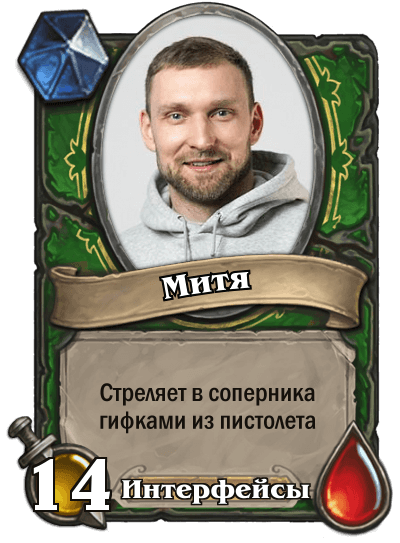 Митя
Стреляет в соперника
гифками из пистолета
14
Интерфейсы